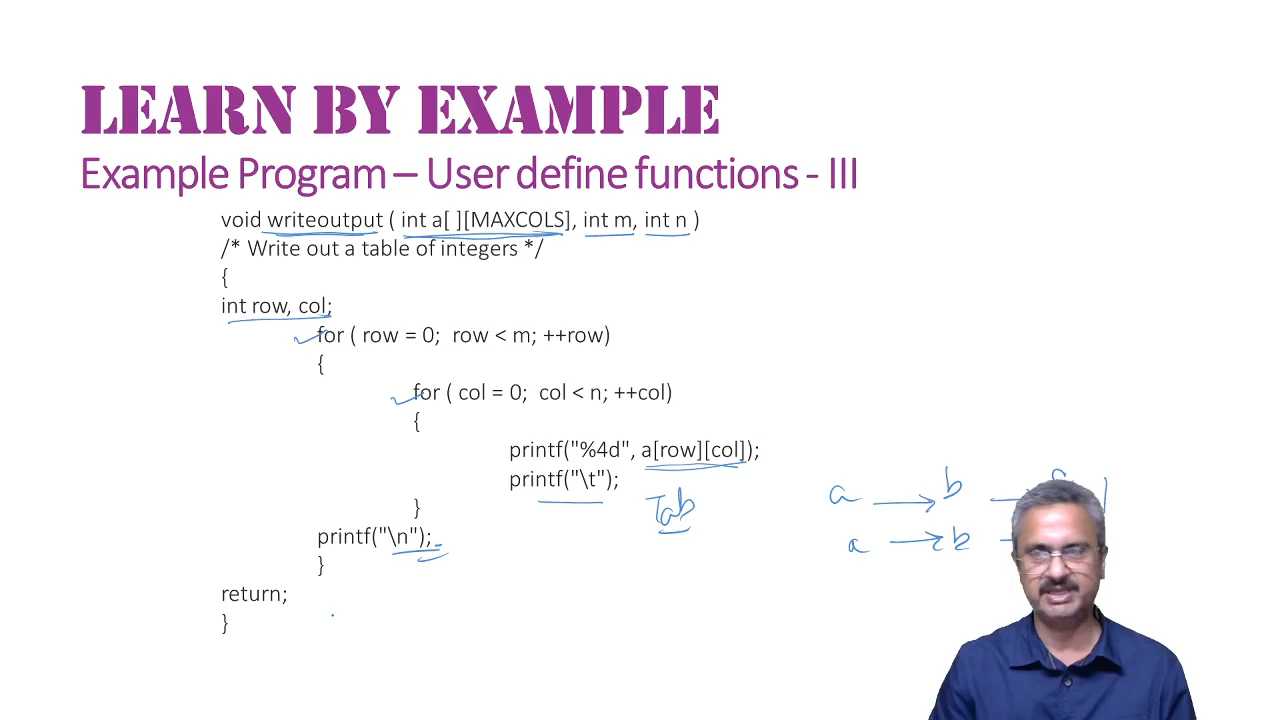 LEARN BY EXAMPLE
Example Program – User define functions - III
void writeoutput ( int a[ ][MAXCOLS], int m, int n )
/* Write out a table of integers */
{
int row, col;
for ( row = 0; row < m; ++row)
{
for ( col = 0; col < n; ++col)
{
printf("%4d", a[row][col]);
printf("\t");
Tab
a → b →
}
a → b
printf("\n");
}
return;
}